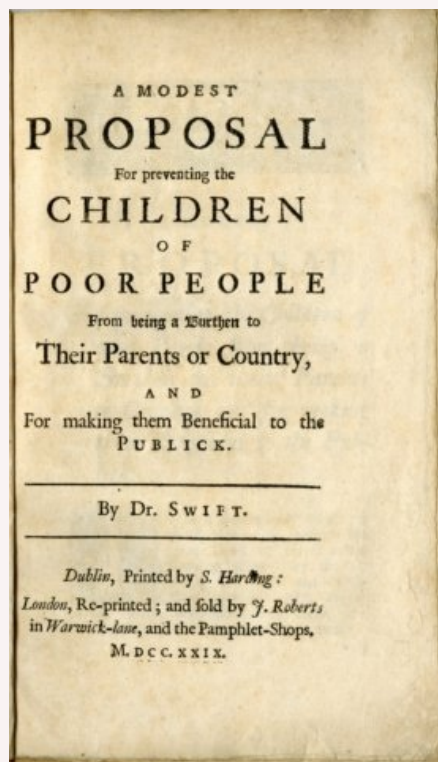 A MODEST
PROPOSAL
For preventing the
CHILDREN
OF
POOR PEOPLE
From being a Burthen to
Their Parents or Country,
AND
For making them Beneficial to the
PUBLICK.
By Dr. SWIFT.
Dublin, Printed by S. Harding:
London, Re-printed; and ſold by J. Roberts
in Warwick-lane, and the Pamphlet-Shops.
M.DCC.XXIX.